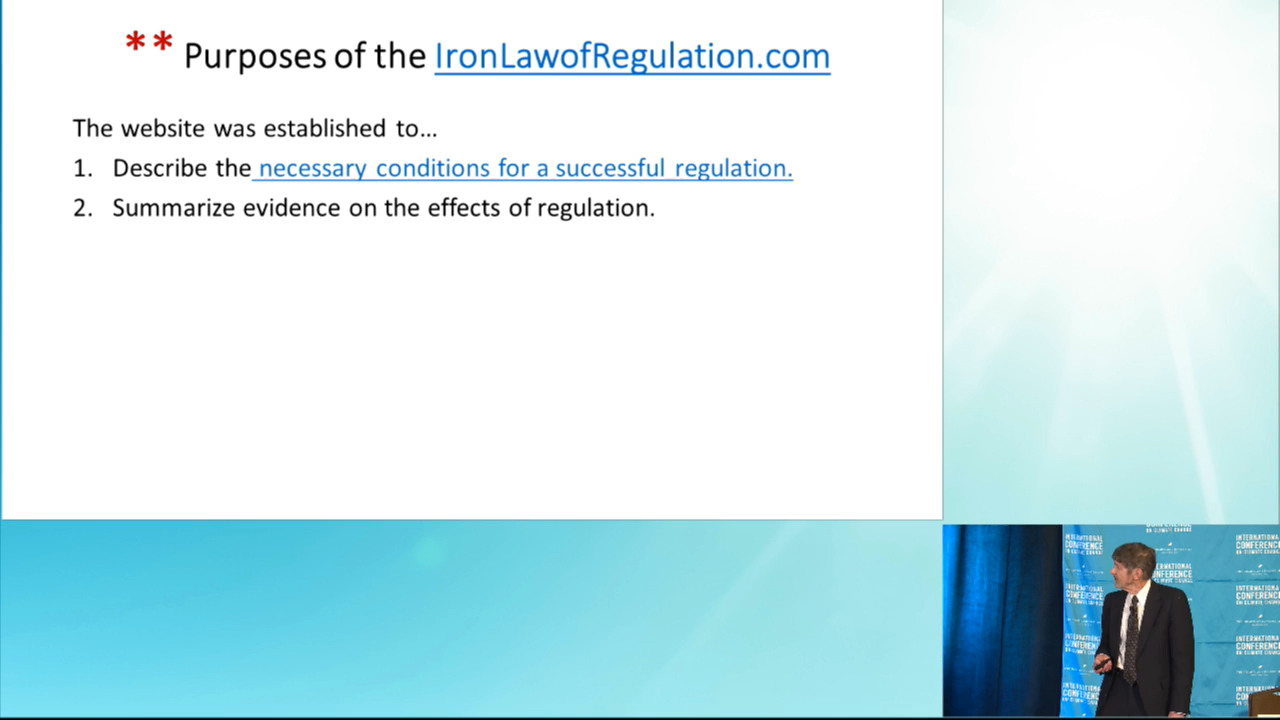 ** Purposes of the IronLawofRegulation.com
The website was established to...
1. Describe the necessary conditions for a successful regulation.
2. Summarize evidence on the effects of regulation.
INTERNATIONAL
CONFERENCE
ON CLIMATE CHANGE